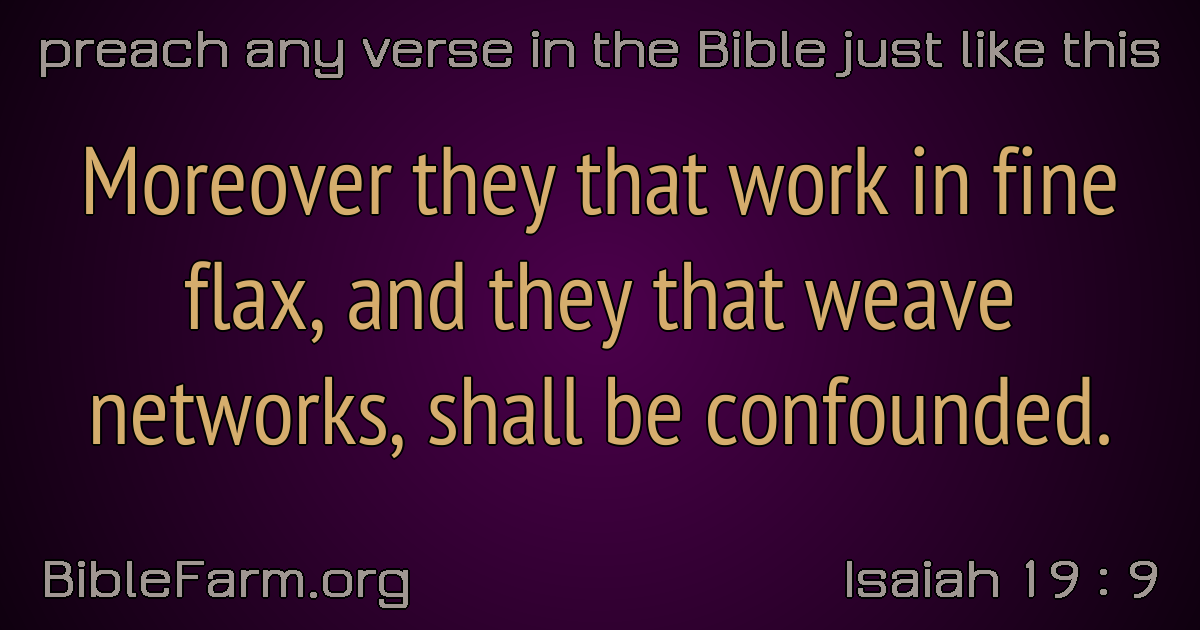 preach any verse in the Bible just like this
Moreover they that work in fine
flax, and they that weave
networks, shall be confounded.
BibleFarm.org
Isaiah 19 : 9